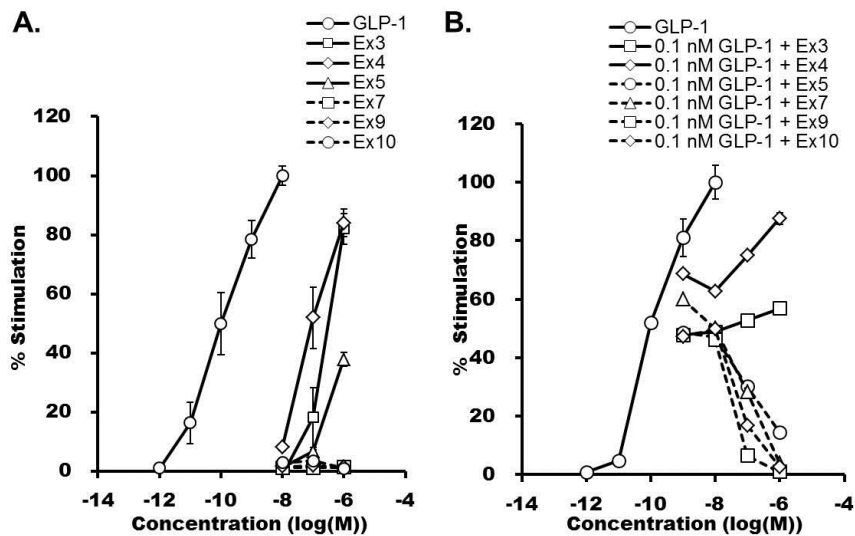 A.
GLP-1
Ex3
Ex4
Ex5
Ex7
Ex9
Ex10
120
100
80
60
40
20
0
% Stimulation
-14 -12 -10 -8 -6 -4
Concentration (log(M))
B.
GLP-1
0.1 nM GLP-1 + Ex3
0.1 nM GLP-1 + Ex4
0.1 nM GLP-1 + Ex5
0.1 nM GLP-1 + Ex7
0.1 nM GLP-1 + Ex9
0.1 nM GLP-1 + Ex10
120
100
80
60
40
20
0
% Stimulation
-14 -12 -10 -8 -6 -4
Concentration (log(M))